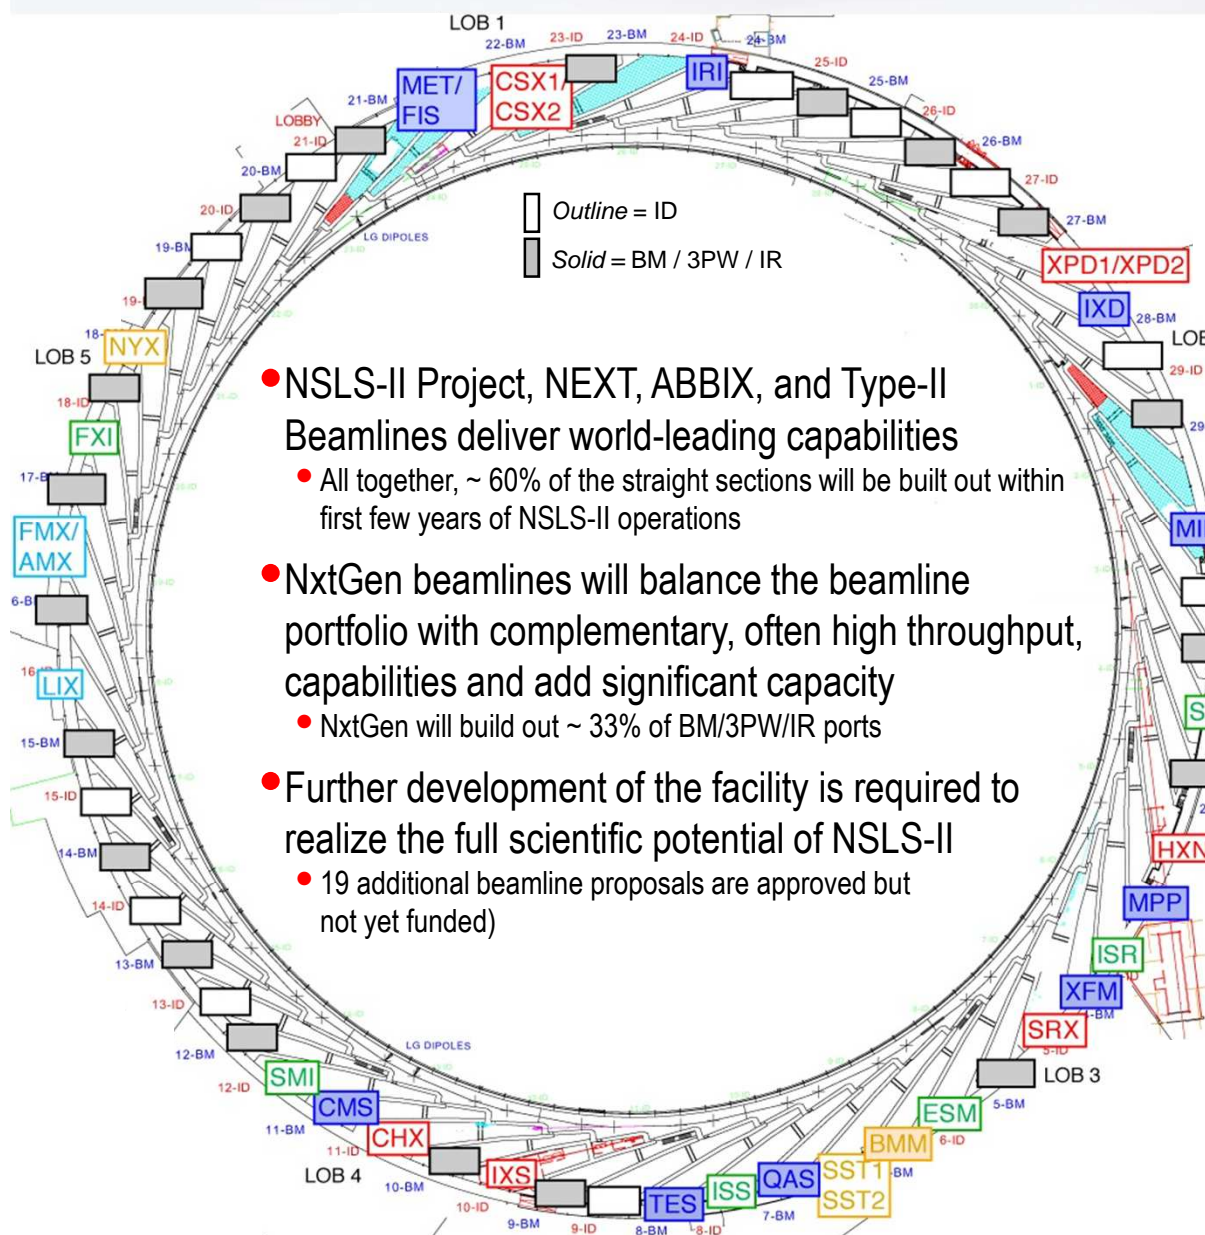 LOB 1
23-ID
23-BM
24-ID
24-BM
22-BM
25-ID
MET/
FIS
CSX1/
CSX2
IRI
25-BM
21-BM
26-ID
LOBBY
21-ID
26-BM
20-BM
27-ID
20-ID
27-BM
Outline = ID
LG DIPOLES
19-BM
Solid = BM / 3PW / IR
XPD1/XPD2
IXD
28-BM
NYX
LOB 5
29-ID
18-ID
FXI
•NSLS-II Project, NEXT, ABBIX, and Type-II
Beamlines deliver world-leading capabilities
• All together, ~ 60% of the straight sections will be built out within
first few years of NSLS-II operations
FMX/
AMX
•NxtGen beamlines will balance the beamline
portfolio with complementary, often high throughput,
capabilities and add significant capacity
• NxtGen will build out ~ 33% of BM/3PW/IR ports
LIX
15-BM
15-ID
•Further development of the facility is required to
realize the full scientific potential of NSLS-II
• 19 additional beamline proposals are approved but
not yet funded)
14-BM
HXN
14-ID
MPP
13-BM
ISR
13-ID
XFM
SRX
5-ID
12-BM
LG DIPOLES
LOB 3
SMI
12-ID
CMS
5-BM
11-BM
ESM
6-ID
CHX
11-ID
BMM
LOB 4
IXS
SST1
SST2
10-BM
QAS
ISS
TES
10-ID
9-BM
9-ID
8-BM
8-ID
7-BM